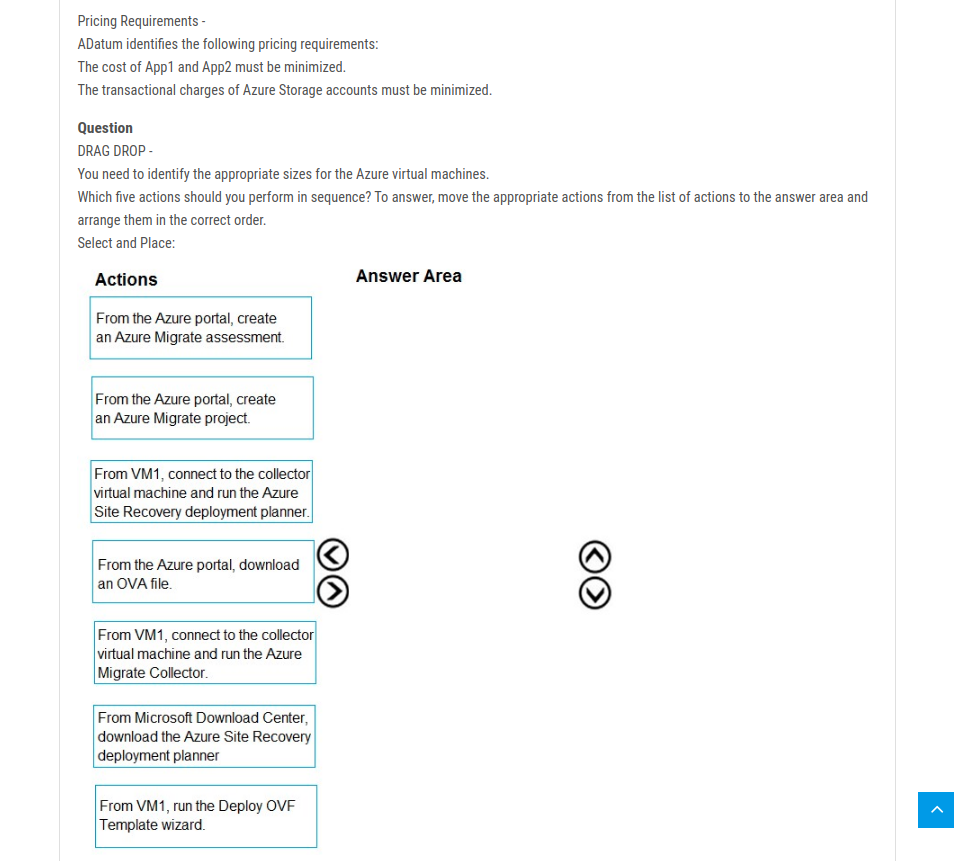 Pricing Requirements -
ADatum identifies the following pricing requirements:
The cost of App1 and App2 must be minimized.
The transactional charges of Azure Storage accounts must be minimized.
Question
DRAG DROP -
You need to identify the appropriate sizes for the Azure virtual machines.
Which five actions should you perform in sequence? To answer, move the appropriate actions from the list of actions to the answer area and
arrange them in the correct order.
Select and Place:
Actions
Answer Area
From the Azure portal, create
an Azure Migrate assessment.
From the Azure portal, create
an Azure Migrate project.
From VM1, connect to the collector
virtual machine and run the Azure
Site Recovery deployment planner.
From the Azure portal, download
an OVA file.
From VM1, connect to the collector
virtual machine and run the Azure
Migrate Collector.
From Microsoft Download Center,
download the Azure Site Recovery
deployment planner
From VM1, run the Deploy OVF
Template wizard.